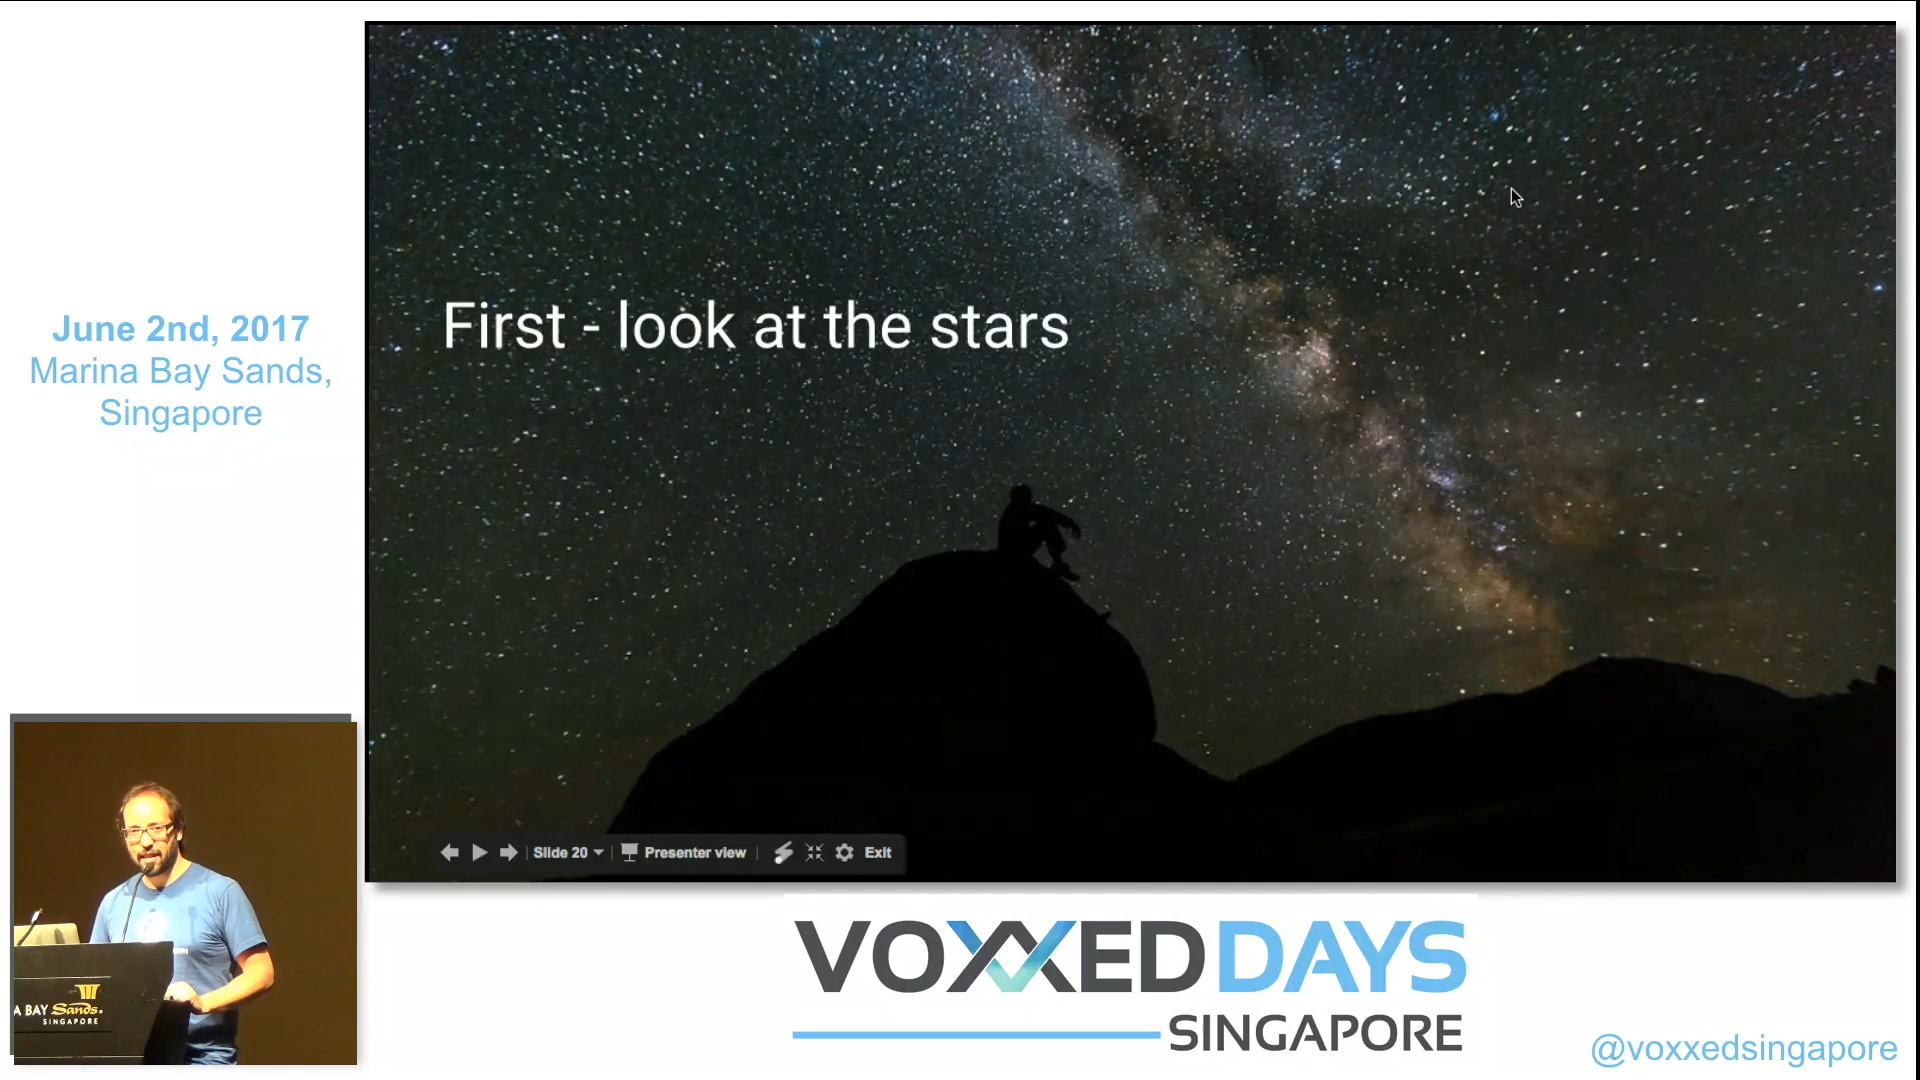 June 2nd, 2017
Marina Bay Sands,
Singapore
First - look at the stars
Slide 20
Presenter view
Exit
A BAY Sands.
SINGAPORE
VOXXED DAYS
SINGAPORE
@voxxedsingapore